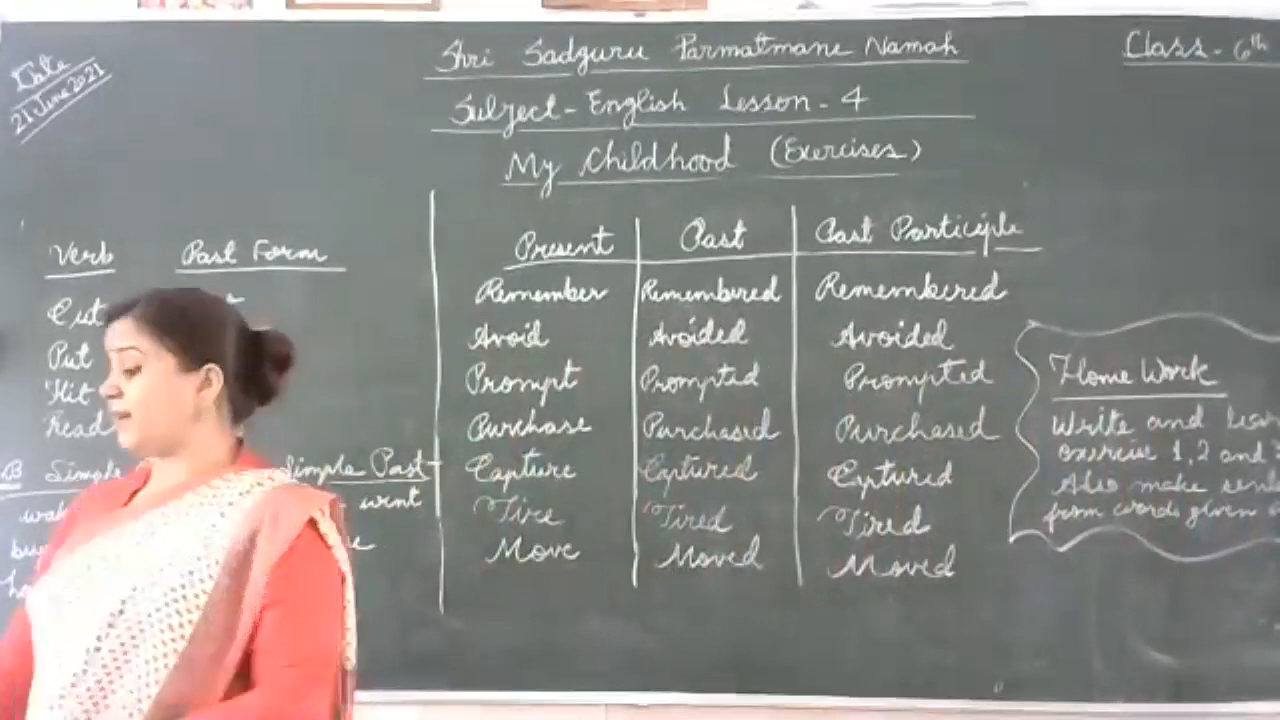 Date
21 June 2021
Shri Sadguru Parmatmane Namah
Class - 6th
Subject - English Lesson - 4
My Childhood (Exercises)
Verb Past Form
Cut
Put
Hit
Read
B Simple Simple Past
went
Present Past Past Participle
Remember Remembered Remembered
Avoid Avoided Avoided
Prompt Prompted Prompted
Purchase Purchased Purchased
Capture Captured Captured
Tire Tired Tired
Move Moved Moved
Home Work
Write and
exercise 1, 2 and
Also make
from words given